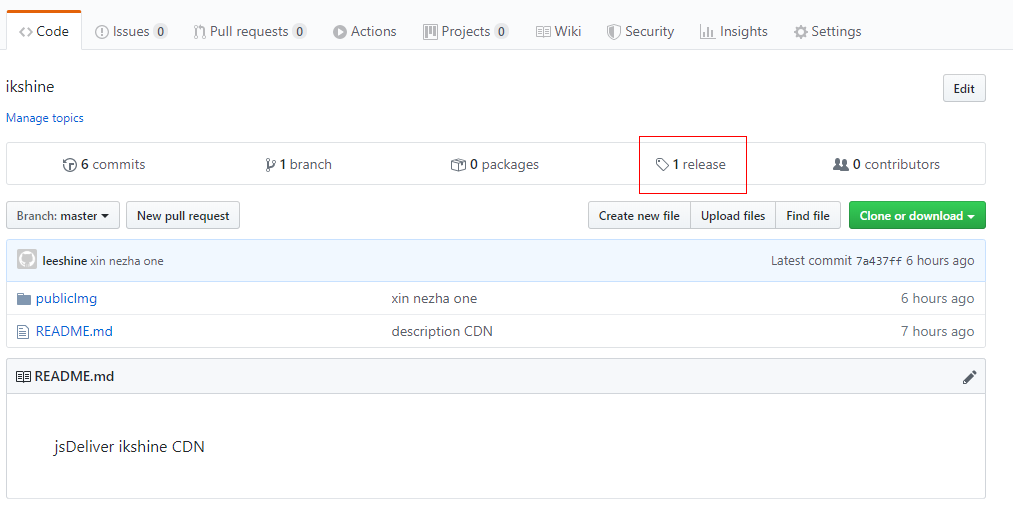 Code Issues 0 Pull requests 0 Actions Projects 0 Wiki Security Insights Settings
ikshine
Edit
Manage topics
6 commits 1 branch 0 packages 1 release 0 contributors
Branch: master New pull request Create new file Upload files Find file Clone or download
leeshine xin nezha one Latest commit 7a437ff 6 hours ago
publicImg xin nezha one 6 hours ago
README.md description CDN 7 hours ago
README.md
jsDeliver ikshine CDN